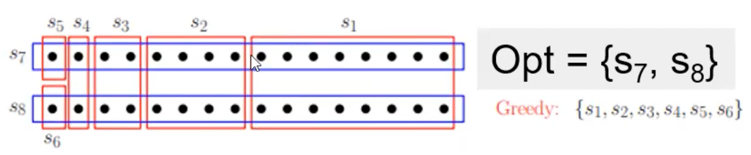 s₅ s₄ s₃ s₂ s₁
s₇
s₈
s₆
Opt = {s₇, s₈}
Greedy: {s₁, s₂, s₃, s₄, s₅, s₆}